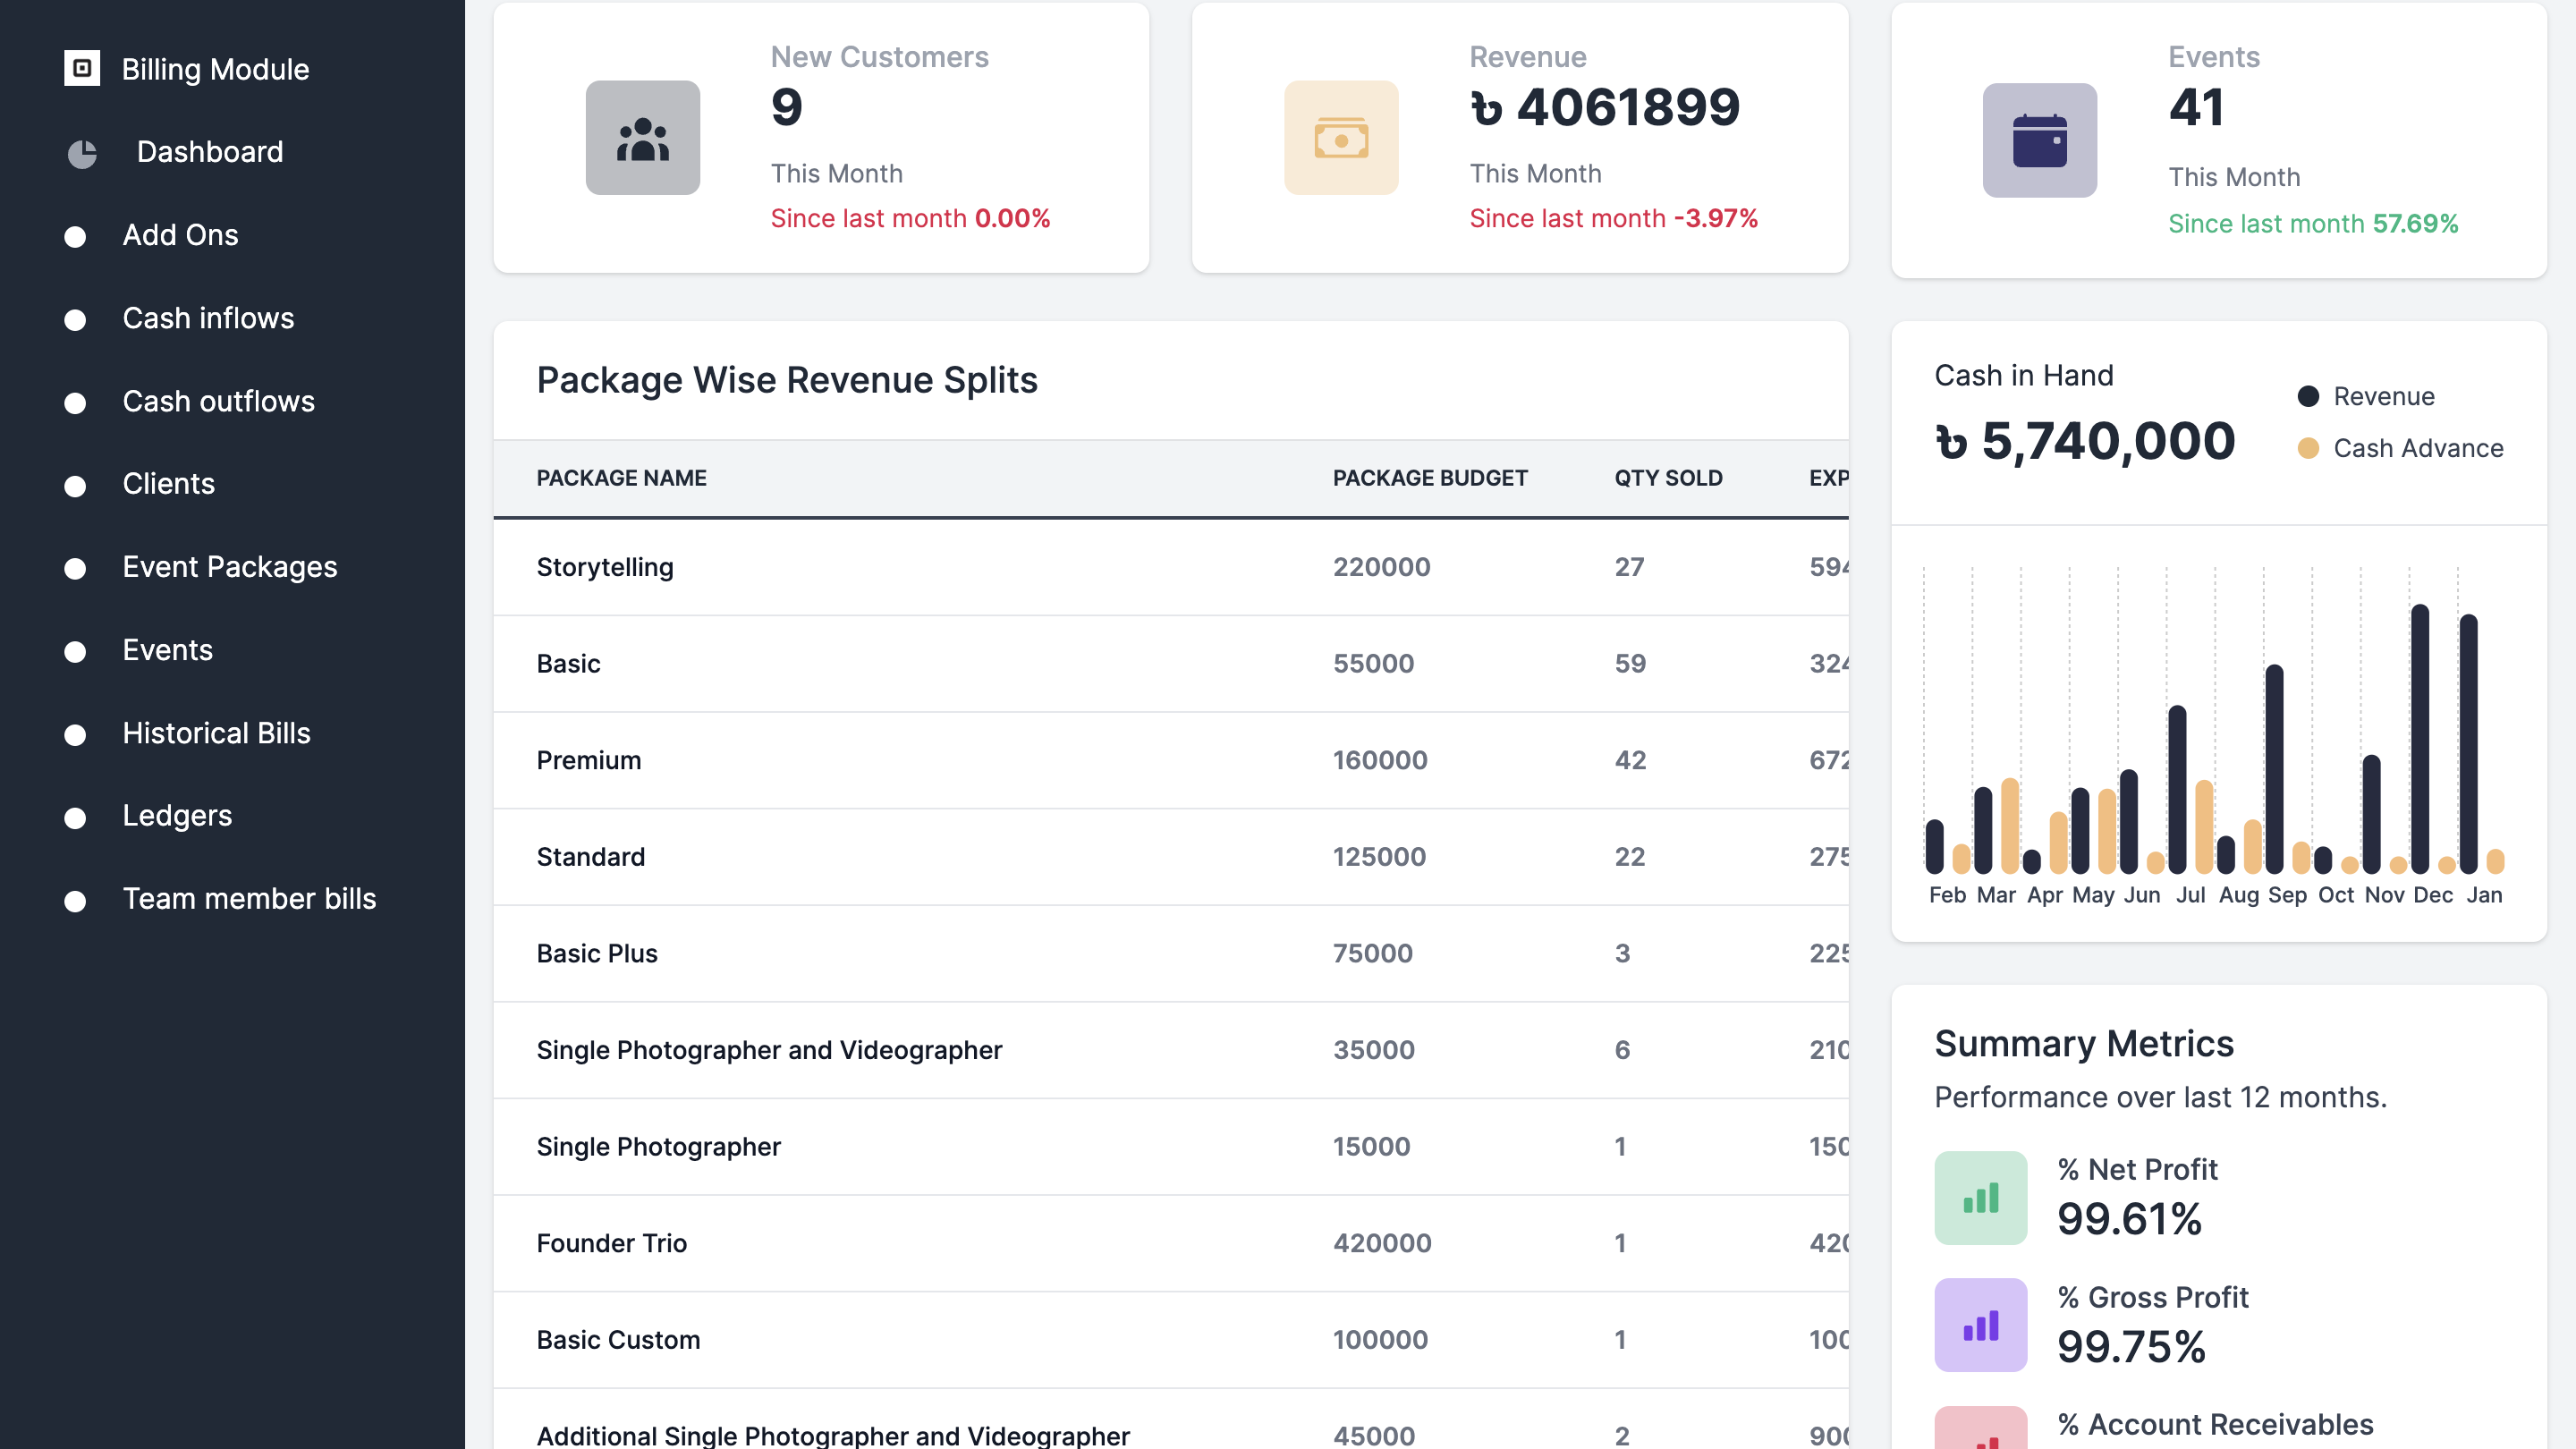 Billing Module
Dashboard
Add Ons
Cash inflows
Cash outflows
Clients
Event Packages
Events
Historical Bills
Ledgers
Team member bills
New Customers
9
This Month
Since last month 0.00%
Revenue
৳ 4061899
This Month
Since last month -3.97%
Events
41
This Month
Since last month 57.69%
Package Wise Revenue Splits
PACKAGE NAME PACKAGE BUDGET QTY SOLD EXP
Storytelling 220000 27 594
Basic 55000 59 324
Premium 160000 42 672
Standard 125000 22 275
Basic Plus 75000 3 225
Single Photographer and Videographer 35000 6 210
Single Photographer 15000 1 150
Founder Trio 420000 1 420
Basic Custom 100000 1 100
Additional Single Photographer and Videographer 45000 2 900
Cash in Hand
৳ 5,740,000
Revenue
Cash Advance
Feb Mar Apr May Jun Jul Aug Sep Oct Nov Dec Jan
Summary Metrics
Performance over last 12 months.
% Net Profit
99.61%
% Gross Profit
99.75%
% Account Receivables